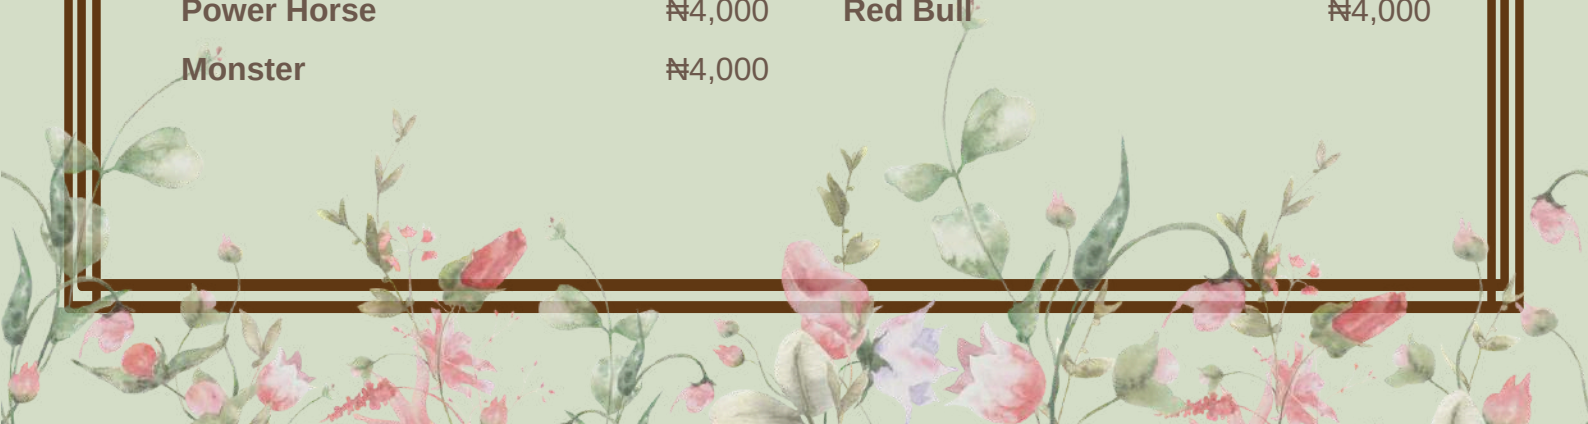 Power Horse ₦4,000 Red Bull ₦4,000
Monster ₦4,000